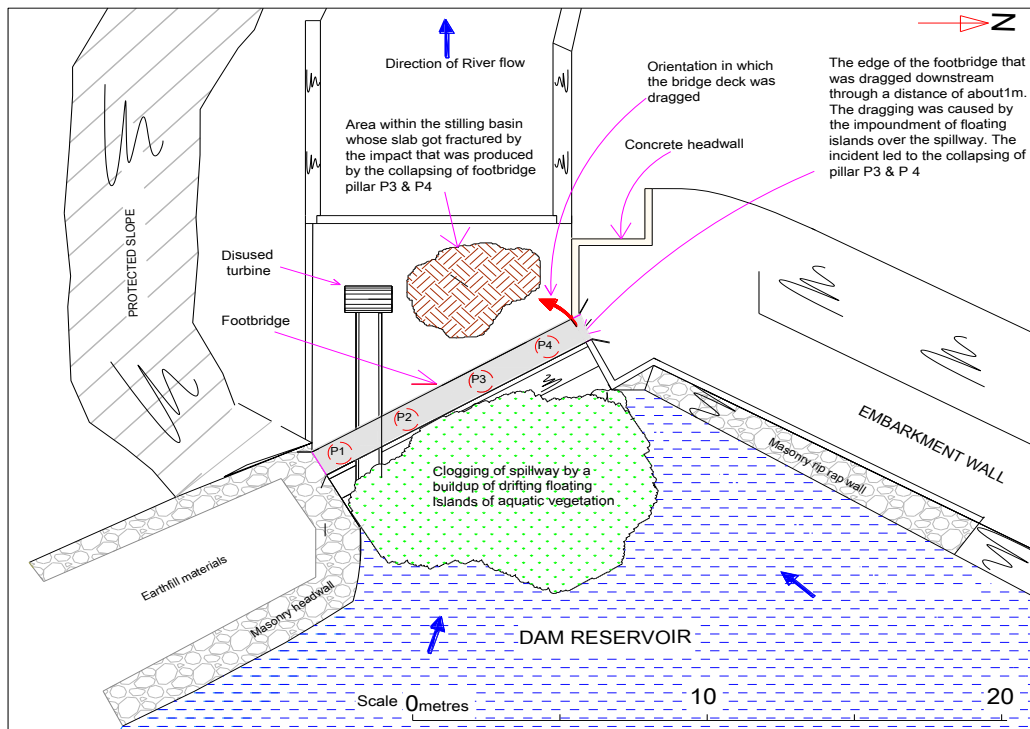 N
Direction of River flow
Orientation in which
the bridge deck was
dragged
The edge of the footbridge that
was dragged downstream
through a distance of about1m.
The dragging was caused by
the impoundment of floating
islands over the spillway. The
incident led to the collapsing of
pillar P3 & P 4
Area within the stilling basin
whose slab got fractured by
the impact that was produced
by the collapsing of footbridge
pillar P3 & P4
Concrete headwall
PROTECTED SLOPE
Disused
turbine
Footbridge
P4
P3
P2
P1
EMBARKMENT WALL
Masonry rip rap wall
Clogging of spillway by a
buildup of drifting floating
Islands of aquatic vegetation
Earthfill materials
Masonry headwall
DAM RESERVOIR
Scale 0metres 10 20